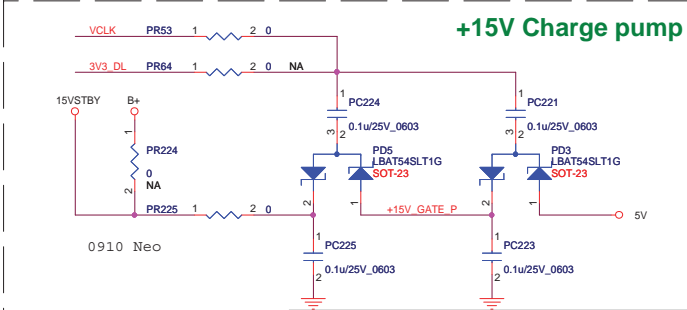 +15V Charge pump
VCLK PR53 1 2 0
3V3_DL PR64 1 2 0 NA
15VSTBY B+
1
PC224
2
0.1u/25V_0603
1
PC221
2
0.1u/25V_0603
1
PR224
0
NA
2
3
PD5
LBAT54SLT1G
SOT-23
2 1
3
PD3
LBAT54SLT1G
SOT-23
2 1
PR225 1 2 0
+15V_GATE_P
5V
0910 Neo
1
PC225
2
0.1u/25V_0603
1
PC223
2
0.1u/25V_0603